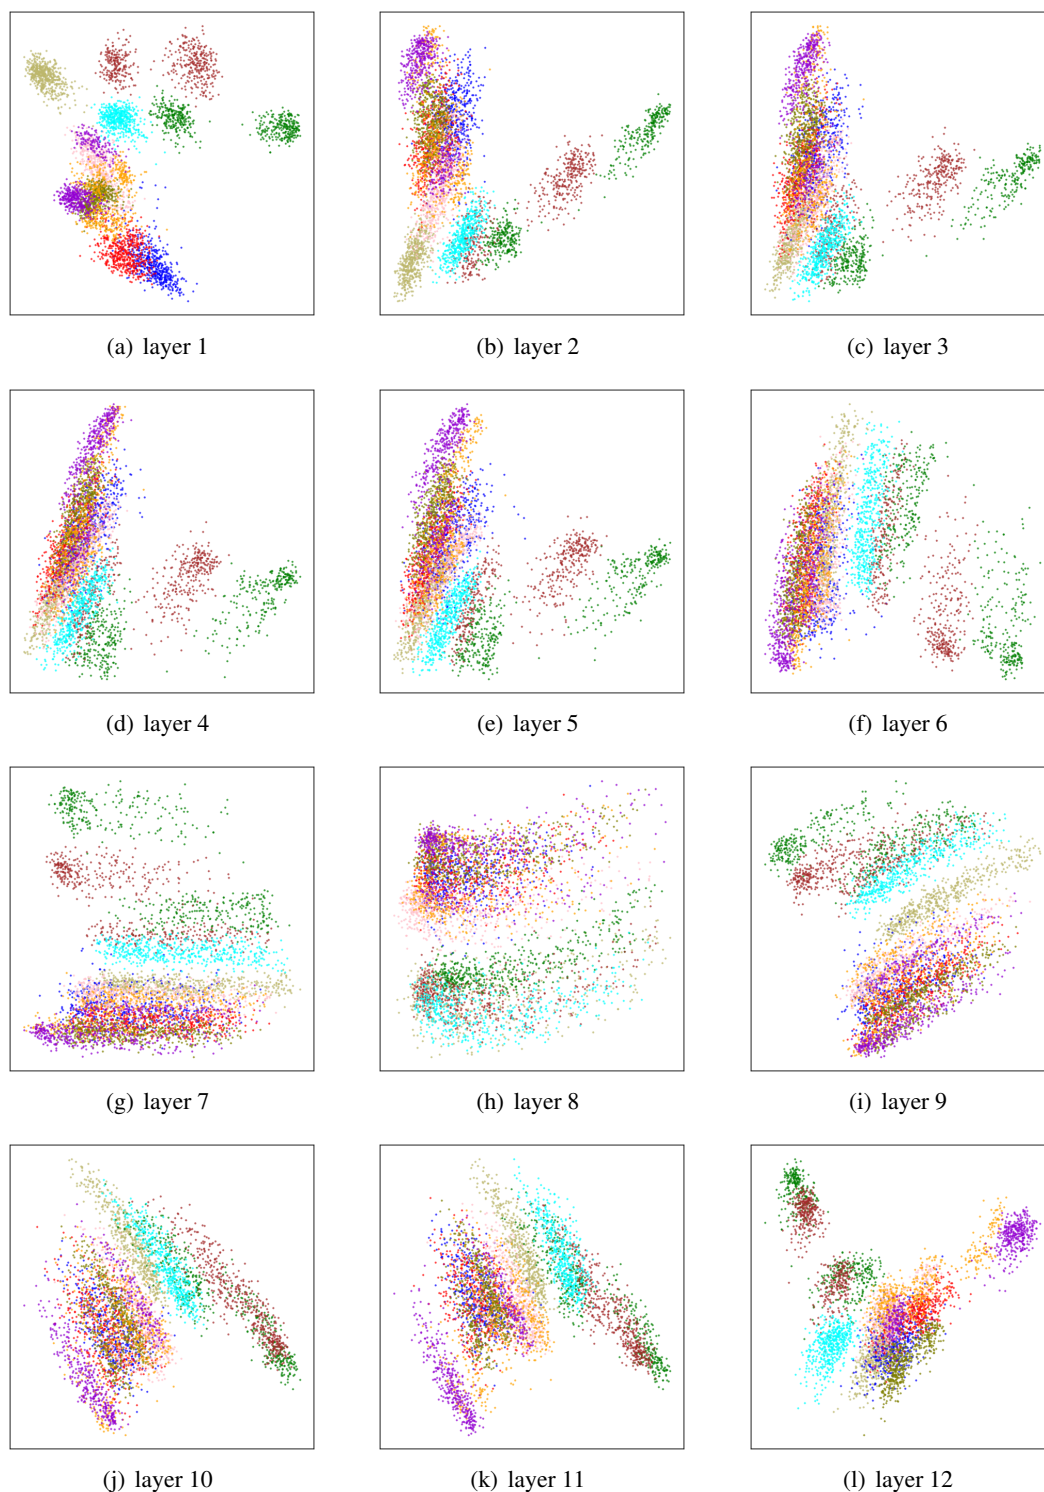 (a) layer 1
(b) layer 2
(c) layer 3
(d) layer 4
(e) layer 5
(f) layer 6
(g) layer 7
(h) layer 8
(i) layer 9
(j) layer 10
(k) layer 11
(l) layer 12